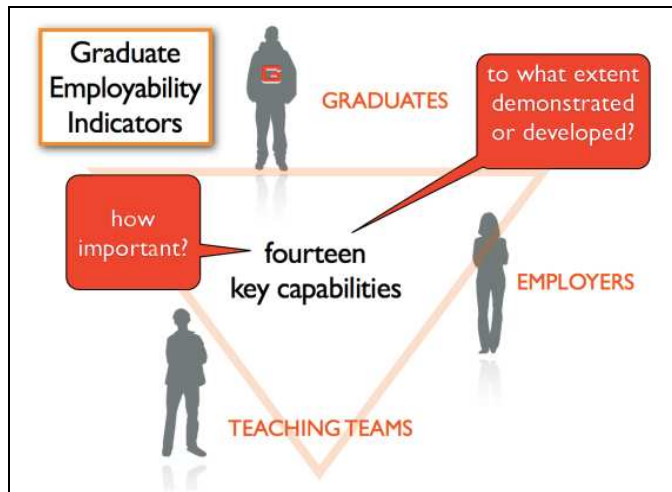 Graduate
Employability
Indicators
G
GRADUATES
to what extent
demonstrated
or developed?
how
important?
fourteen
key capabilities
EMPLOYERS
TEACHING TEAMS